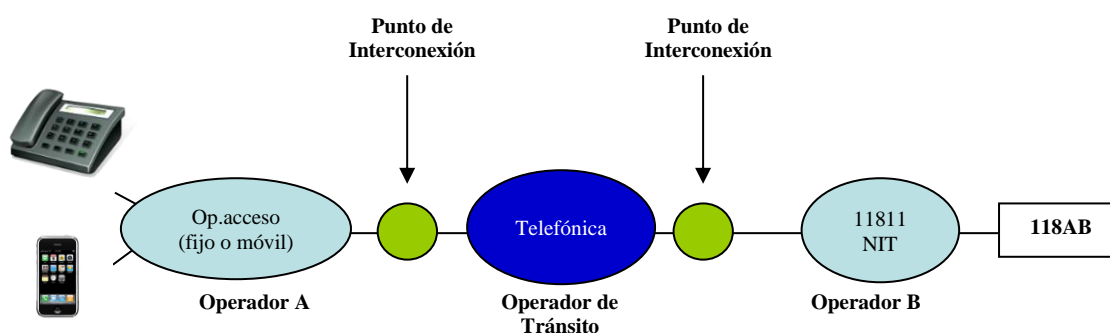 Punto de
Interconexión
Punto de
Interconexión
Op.acceso
(fijo o móvil)
Telefónica
11811
NIT
118AB
Operador A
Operador de
Tránsito
Operador B